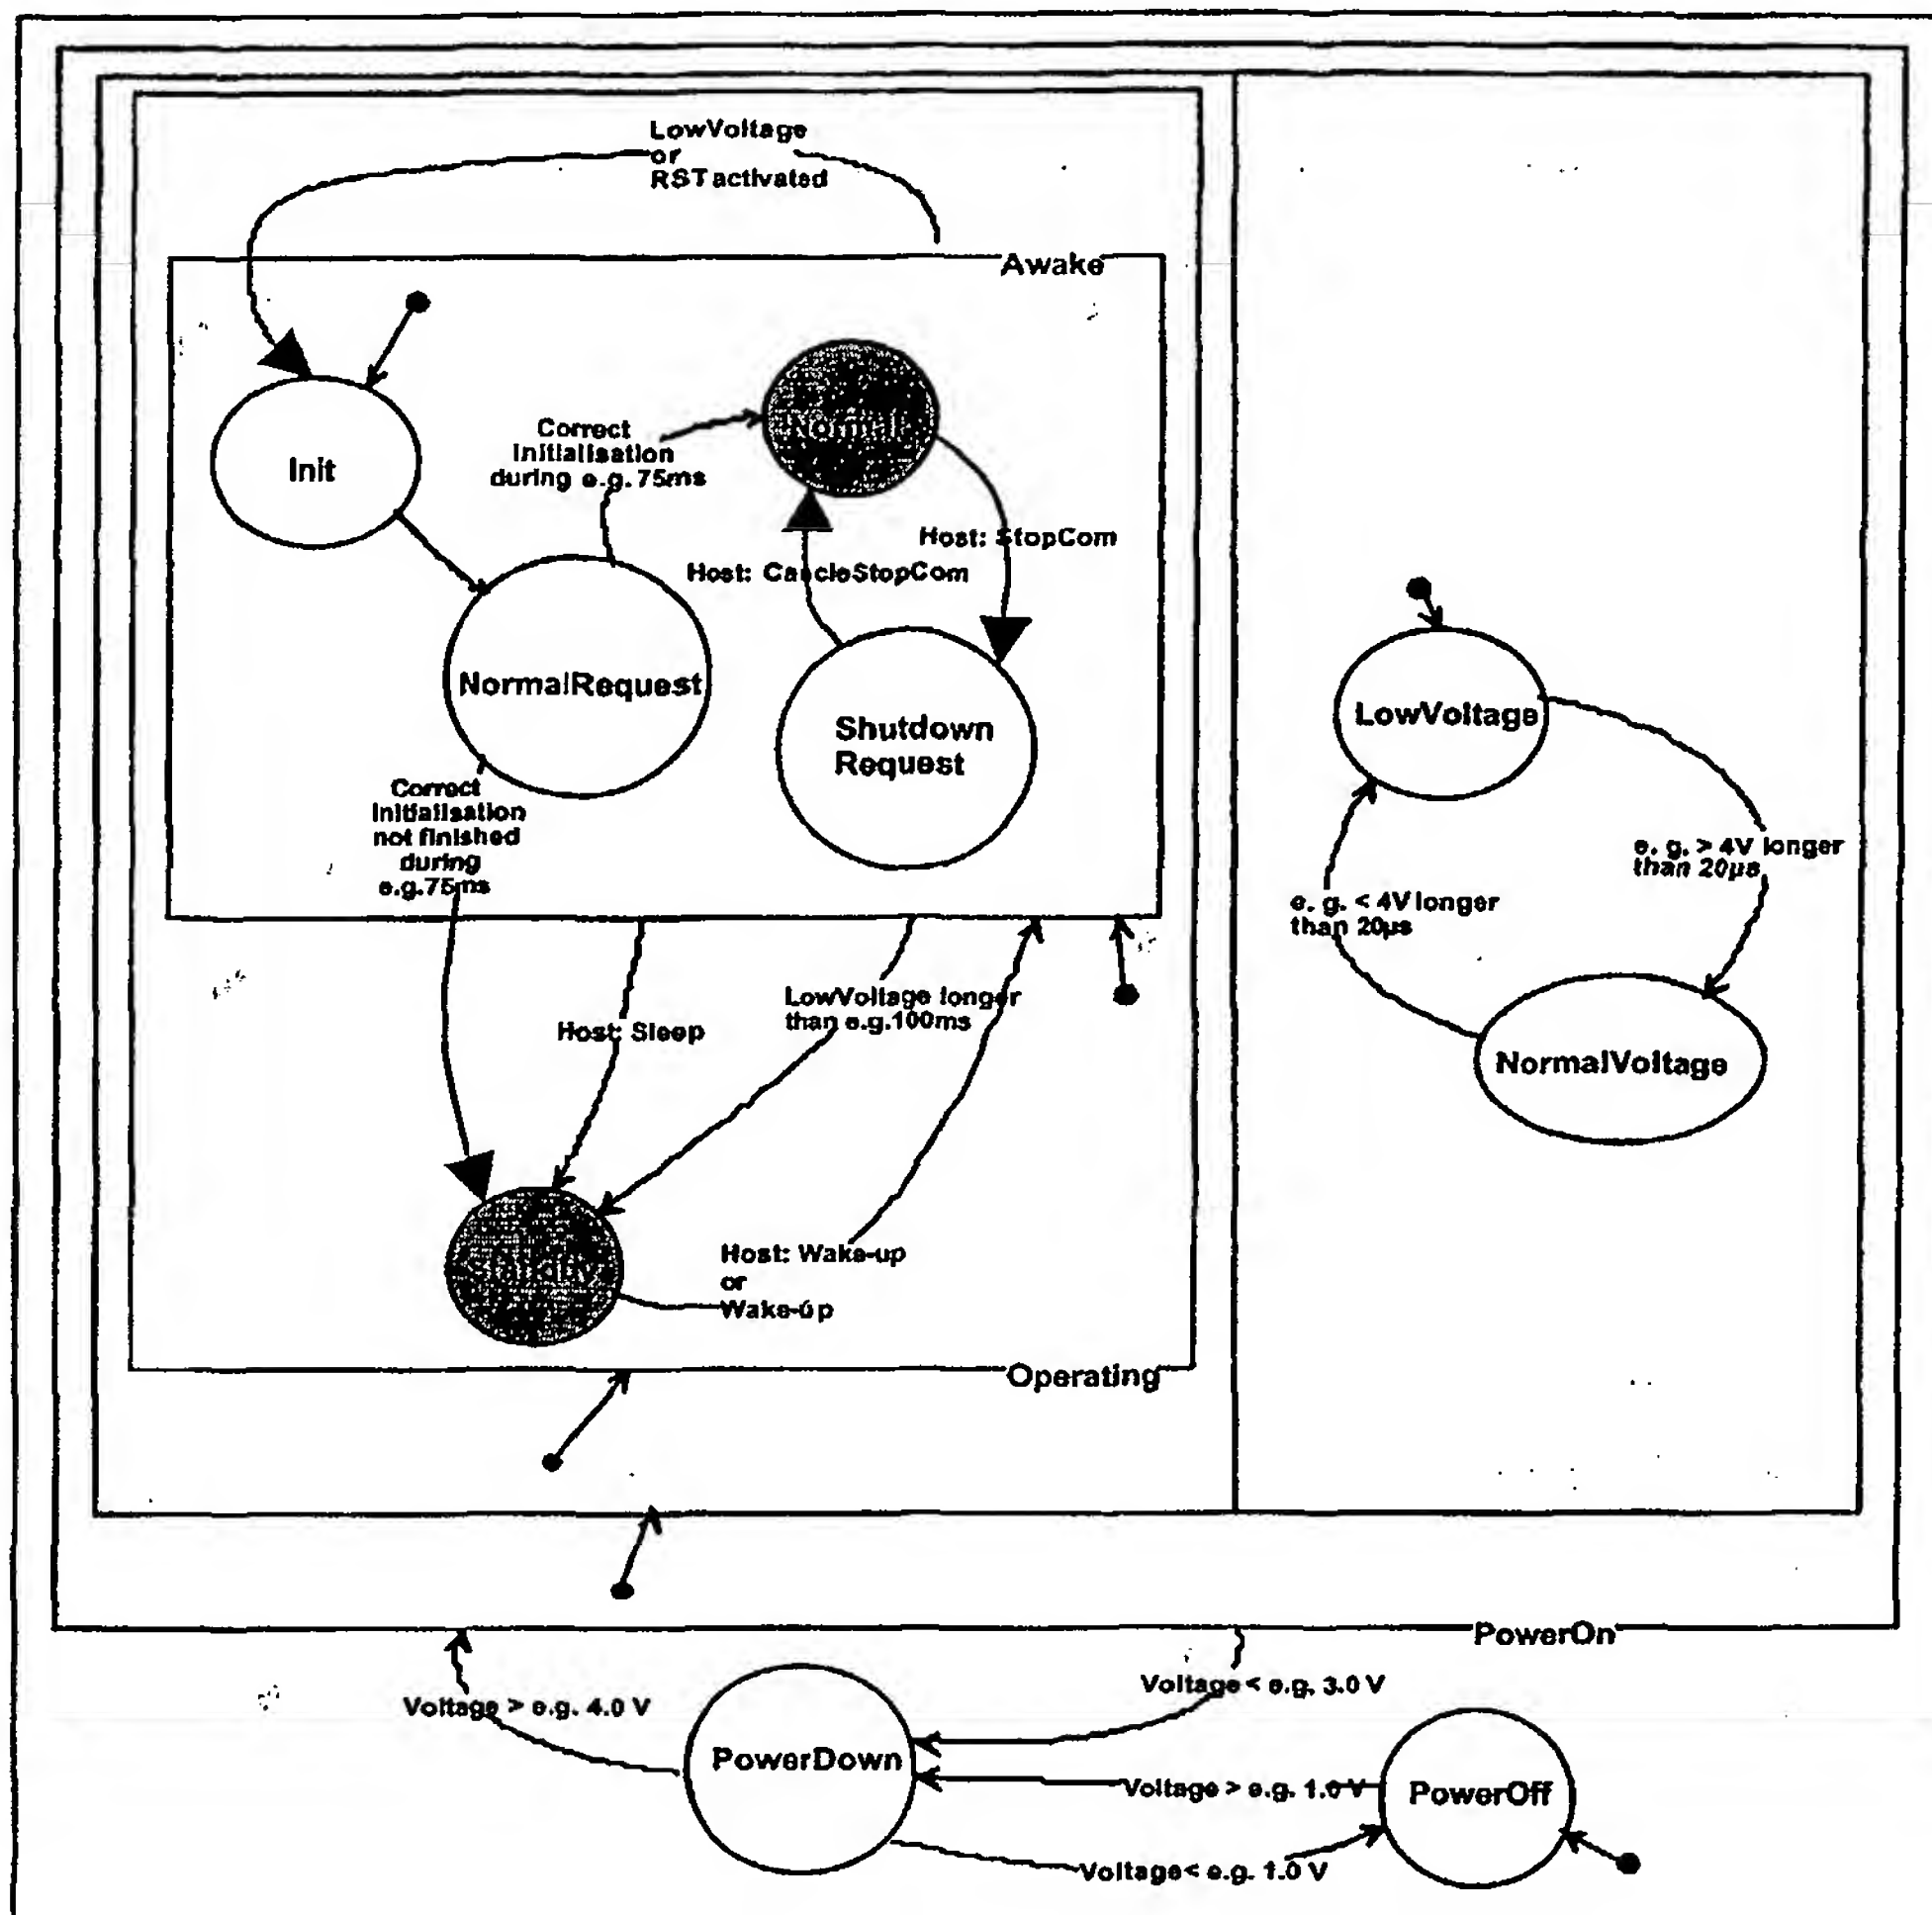 LowVoltage
or
RST activated
Awake
Init
Correct
Initialisation
during e.g. 75ms
Normal
Host: StopCom
Host: CancleStopCom
NormalRequest
Shutdown
Request
Correct
Initialisation
not finished
during
e.g.75ms
Host: Sleep
LowVoltage longer
than e.g.100ms
Standby
Host: Wake-up
or
Wake-up
Operating
LowVoltage
e. g. > 4V longer
than 20µs
e. g. < 4V longer
than 20µs
NormalVoltage
PowerOn
Voltage > e.g. 4.0 V
Voltage < e.g. 3.0 V
PowerDown
Voltage > e.g. 1.0 V
PowerOff
Voltage < e.g. 1.0 V